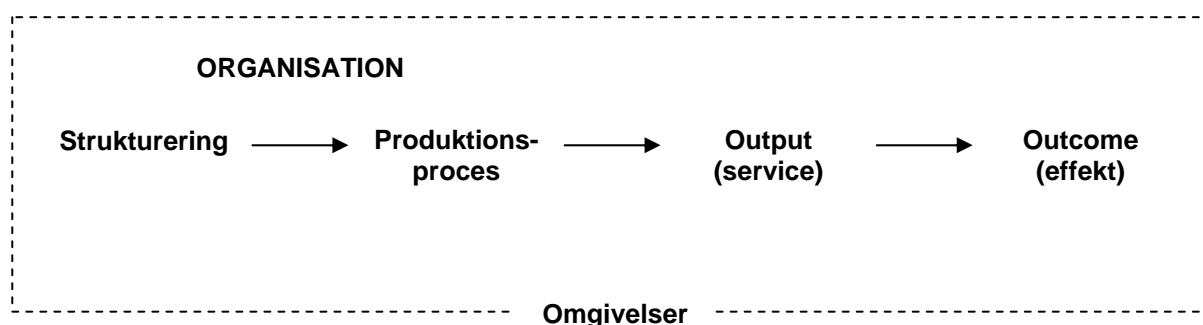 ORGANISATION
Strukturering
Produktions-
proces
Output
(service)
Outcome
(effekt)
Omgivelser